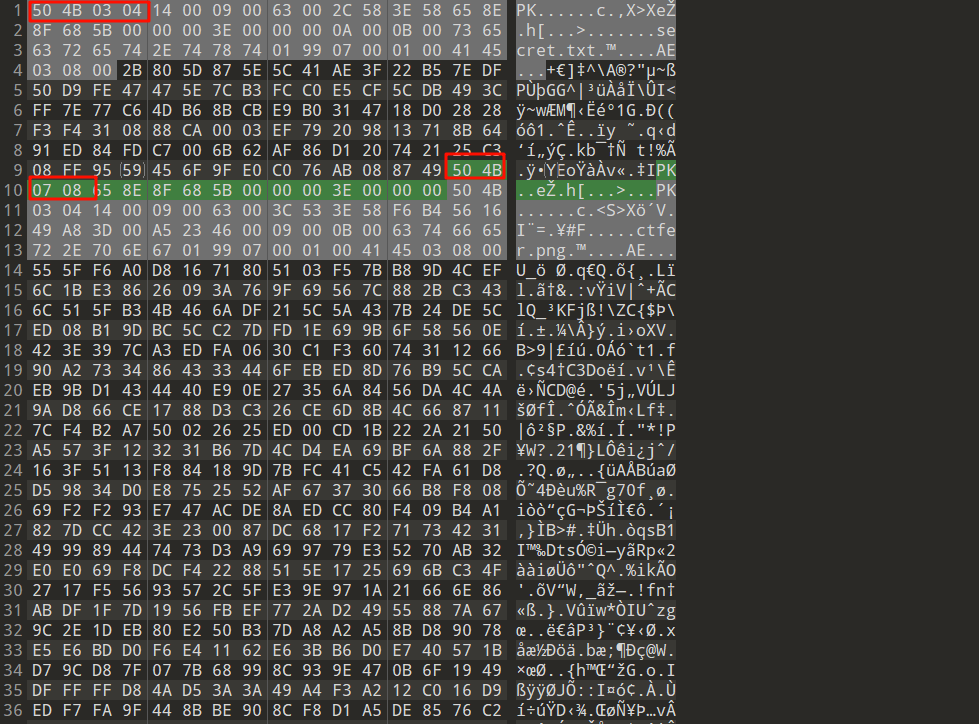 1 50 4B 03 04 14 00 09 00 63 00 2C 58 3E 58 65 8E PK......c.,X>XeŽ
2 8F 68 5B 00 00 00 3E 00 00 00 0A 00 0B 00 73 65 .h[...>.......se
3 63 72 65 74 2E 74 78 74 01 99 07 00 01 00 41 45 cret.txt.™....AE
4 03 08 00 2B 80 5D 87 5E 5C 41 AE 3F 22 B5 7E DF ...+€]‡^\A®?"µ~ß
5 50 D9 FE 47 47 5E 7C B3 FC C0 E5 CF 5C DB 49 3C PÙþGG^|³üÀåÏ\ÛI<
6 FF 7E 77 C6 4D B6 8B CB E9 B0 31 47 18 D0 28 28 ÿ~wÆM¶‹Ëé°1G.Ð((
7 F3 F4 31 08 88 CA 00 03 EF 79 20 98 13 71 8B 64 óô1.ˆÊ..ïy ˜.q‹d
8 91 ED 84 FD C7 00 6B 62 AF 86 D1 20 74 21 25 C3 ‘í„ýÇ.kb¯†Ñ t!%Ã
9 08 FF 95 (59) 45 6F 9F E0 C0 76 AB 08 87 49 50 4B .ÿ•(Y)EoŸàÀv«.‡IPK
10 07 08 65 8E 8F 68 5B 00 00 00 3E 00 00 00 50 4B ..eŽ.h[...>...PK
11 03 04 14 00 09 00 63 00 3C 53 3E 58 F6 B4 56 16 ......c.<S>Xö´V.
12 49 A8 3D 00 A5 23 46 00 09 00 0B 00 63 74 66 65 I¨=.¥#F.....ctfe
13 72 2E 70 6E 67 01 99 07 00 01 00 41 45 03 08 00 r.png.™....AE...
14 55 5F F6 A0 D8 16 71 80 51 03 F5 7B B8 9D 4C EF U_ö Ø.q€Q.õ{¸.Lï
15 6C 1B E3 86 26 09 3A 76 9F 69 56 7C 88 2B C3 43 l.ã†&.:vŸiV|ˆ+ÃC
16 6C 51 5F B3 4B 46 6A DF 21 5C 5A 43 7B 24 DE 5C lQ_³KFjß!\ZC{$Þ\
17 ED 08 B1 9D BC 5C C2 7D FD 1E 69 9B 6F 58 56 0E í.±.¼\Â}ý.i›oXV.
18 42 3E 39 7C A3 ED FA 06 30 C1 F3 60 74 31 12 66 B>9|£íú.0Áó`t1.f
19 90 A2 73 34 86 43 33 44 6F EB ED 8D 76 B9 5C CA .¢s4†C3Doëí.v¹\Ê
20 EB 9B D1 43 44 40 E9 0E 27 35 6A 84 56 DA 4C 4A ë›ÑCD@é.'5j„VÚLJ
21 9A D8 66 CE 17 88 D3 C3 26 CE 6D 8B 4C 66 87 11 šØfÎ.ˆÓÃ&Îm‹Lf‡.
22 7C F4 B2 A7 50 02 26 25 ED 00 CD 1B 22 2A 21 50 |ô²§P.&%í.Í."*!P
23 A5 57 3F 12 32 31 B6 7D 4C D4 EA 69 BF 6A 88 2F ¥W?.21¶}LÔêi¿jˆ/
24 16 3F 51 13 F8 84 18 9D 7B FC 41 C5 42 FA 61 D8 .?Q.ø„..{üAÅBúaØ
25 D5 98 34 D0 E8 75 25 52 AF 67 37 30 66 B8 F8 08 Õ˜4Ðèu%R¯g70f¸ø.
26 69 F2 F2 93 E7 47 AC DE 8A ED CC 80 F4 09 B4 A1 iòò“çG¬ÞŠíÌ€ô.´¡
27 82 7D CC 42 3E 23 00 87 DC 68 17 F2 71 73 42 31 ‚}ÌB>#.‡Üh.òqsB1
28 49 99 89 44 74 73 D3 A9 69 97 79 E3 52 70 AB 32 I™‰DtsÓ©i—yãRp«2
29 E0 E0 69 F8 DC F4 22 88 51 5E 17 25 69 6B C3 4F ààiøÜô"ˆQ^.%ikÃO
30 27 17 F5 56 93 57 2C 5F E3 9E 97 1A 21 66 6E 86 '.õV“W,_ãž—.!fn†
31 AB DF 1F 7D 19 56 FB EF 77 2A D2 49 55 88 7A 67 «ß.}.Vûïw*ÒIUˆzg
32 9C 2E 1D EB 80 E2 50 B3 7D A8 A2 A5 8B D8 90 78 œ..ë€âP³}¨¢¥‹Ø.x
33 E5 E6 BD D0 F6 E4 11 62 E6 3B B6 D0 E7 40 57 1B åæ½Ðöä.bæ;¶Ðç@W.
34 D7 9C D8 7F 07 7B 68 99 8C 93 9E 47 0B 6F 19 49 ×œØ..{h™Œ“žG.o.I
35 DF FF FF D8 4A D5 3A 3A 49 A4 F3 A2 12 C0 16 D9 ßÿÿØJÕ::I¤ó¢.À.Ù
36 ED F7 FA 9F 44 8B BE 90 8C F8 D1 A5 DE 85 76 C2 í÷úŸD‹¾.ŒøÑ¥Þ…vÂ